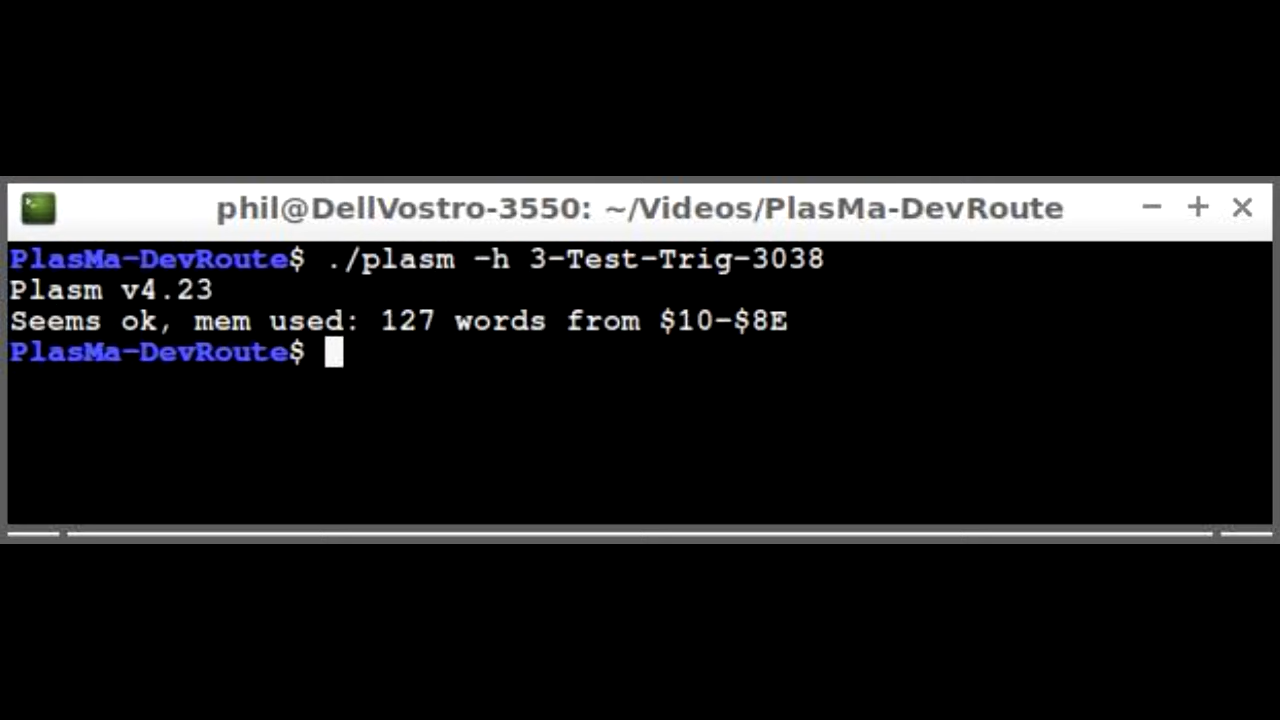 phil@DellVostro-3550: ~/Videos/PlasMa-DevRoute
PlasMa-DevRoute$ ./plasm -h 3-Test-Trig-3038
Plasm v4.23
Seems ok, mem used: 127 words from $10-$8E
PlasMa-DevRoute$